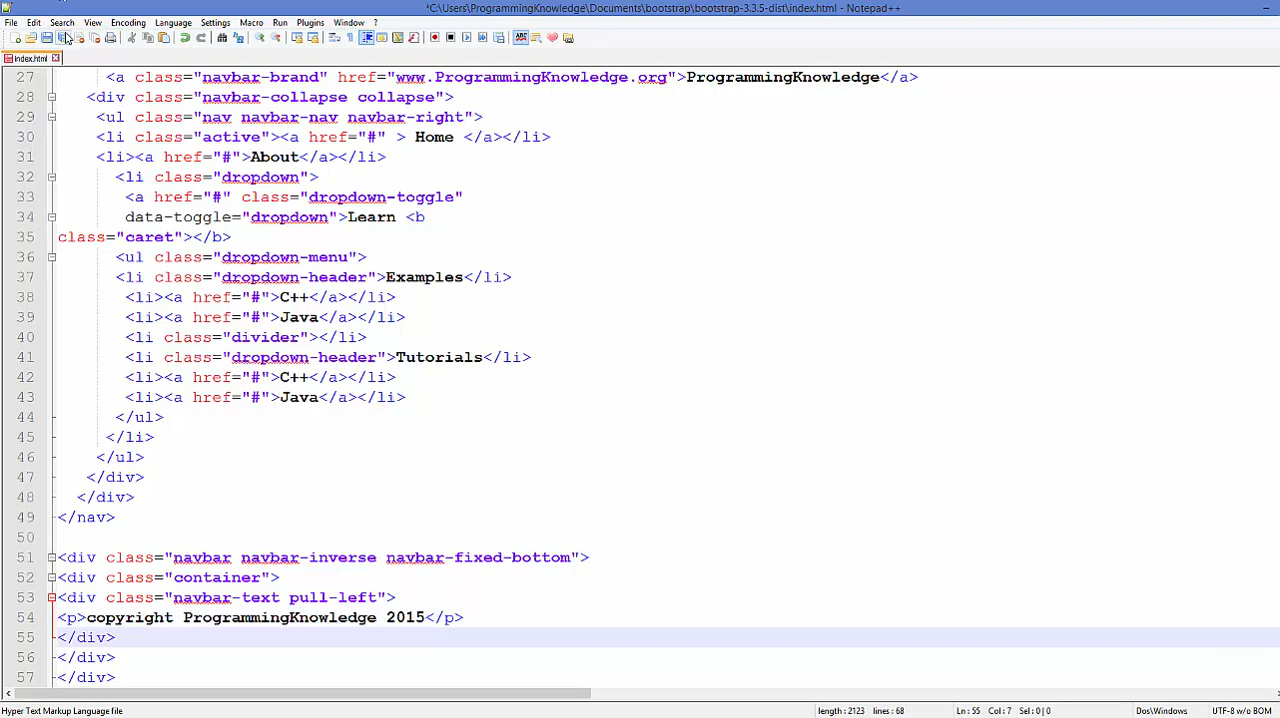 *C:\Users\ProgrammingKnowledge\Documents\bootstrap\bootstrap-3.3.5-dist\index.html - Notepad++
File Edit Search View Encoding Language Settings Macro Run Plugins Window ?
index.html
27 <a class="navbar-brand" href="www.ProgrammingKnowledge.org">ProgrammingKnowledge</a>
28 <div class="navbar-collapse collapse">
29 <ul class="nav navbar-nav navbar-right">
30 <li class="active"><a href="#" > Home </a></li>
31 <li><a href="#">About</a></li>
32 <li class="dropdown">
33 <a href="#" class="dropdown-toggle"
34 data-toggle="dropdown">Learn <b
35 class="caret"></b>
36 <ul class="dropdown-menu">
37 <li class="dropdown-header">Examples</li>
38 <li><a href="#">C++</a></li>
39 <li><a href="#">Java</a></li>
40 <li class="divider"></li>
41 <li class="dropdown-header">Tutorials</li>
42 <li><a href="#">C++</a></li>
43 <li><a href="#">Java</a></li>
44 </ul>
45 </li>
46 </ul>
47 </div>
48 </div>
49 </nav>
50
51 <div class="navbar navbar-inverse navbar-fixed-bottom">
52 <div class="container">
53 <div class="navbar-text pull-left">
54 <p>copyright ProgrammingKnowledge 2015</p>
55 </div>
56 </div>
57 </div>
Hyper Text Markup Language file length : 2123 lines : 68 Ln : 55 Col : 7 Sel : 0 | 0 Dos\Windows UTF-8 w/o BOM